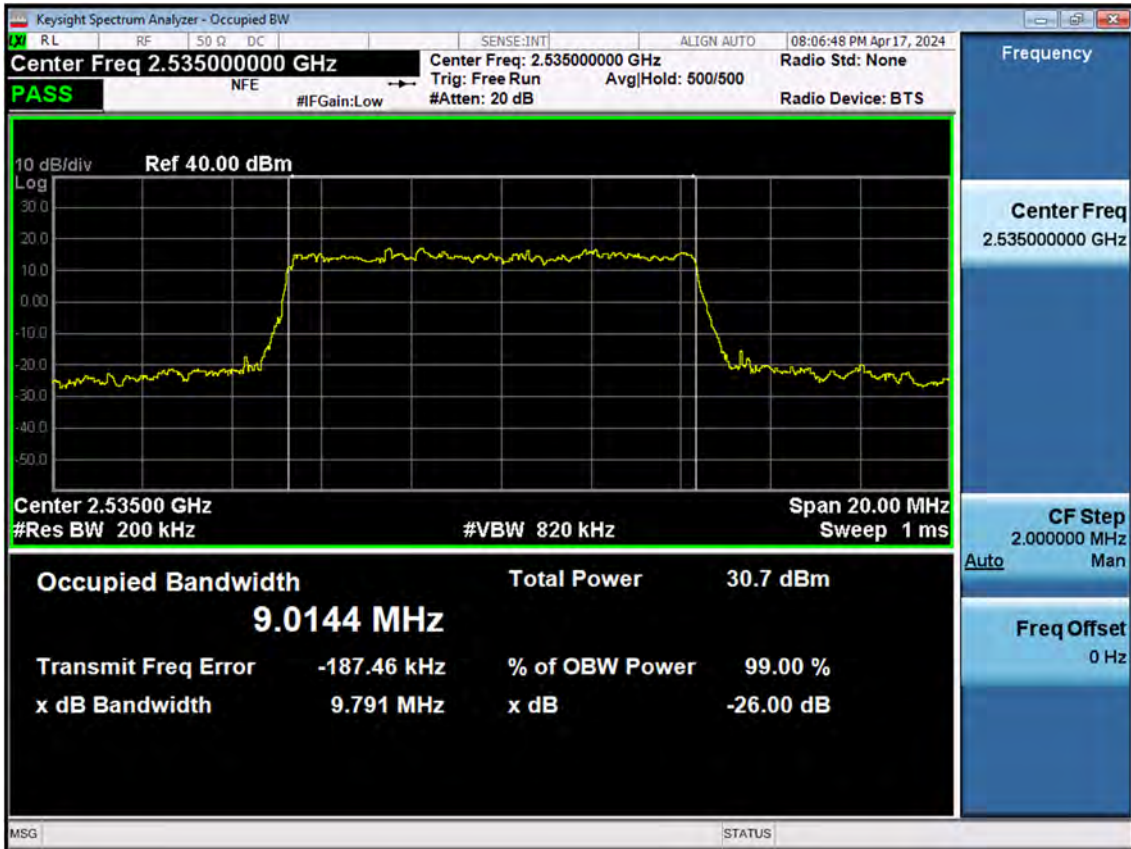 Keysight Spectrum Analyzer - Occupied BW
LXI RL RF 50 Ω DC SENSE:INT ALIGN AUTO 08:06:48 PM Apr 17, 2024
Center Freq 2.535000000 GHz Center Freq: 2.535000000 GHz Radio Std: None
NFE Trig: Free Run Avg|Hold: 500/500
PASS #IFGain:Low #Atten: 20 dB Radio Device: BTS
10 dB/div Ref 40.00 dBm
Log
30.0
20.0
10.0
0.00
-10.0
-20.0
-30.0
-40.0
-50.0
Center 2.53500 GHz Span 20.00 MHz
#Res BW 200 kHz #VBW 820 kHz Sweep 1 ms
Occupied Bandwidth Total Power 30.7 dBm
9.0144 MHz
Transmit Freq Error -187.46 kHz % of OBW Power 99.00 %
x dB Bandwidth 9.791 MHz x dB -26.00 dB
MSG STATUS
Frequency
Center Freq
2.535000000 GHz
CF Step
2.000000 MHz
Auto Man
Freq Offset
0 Hz